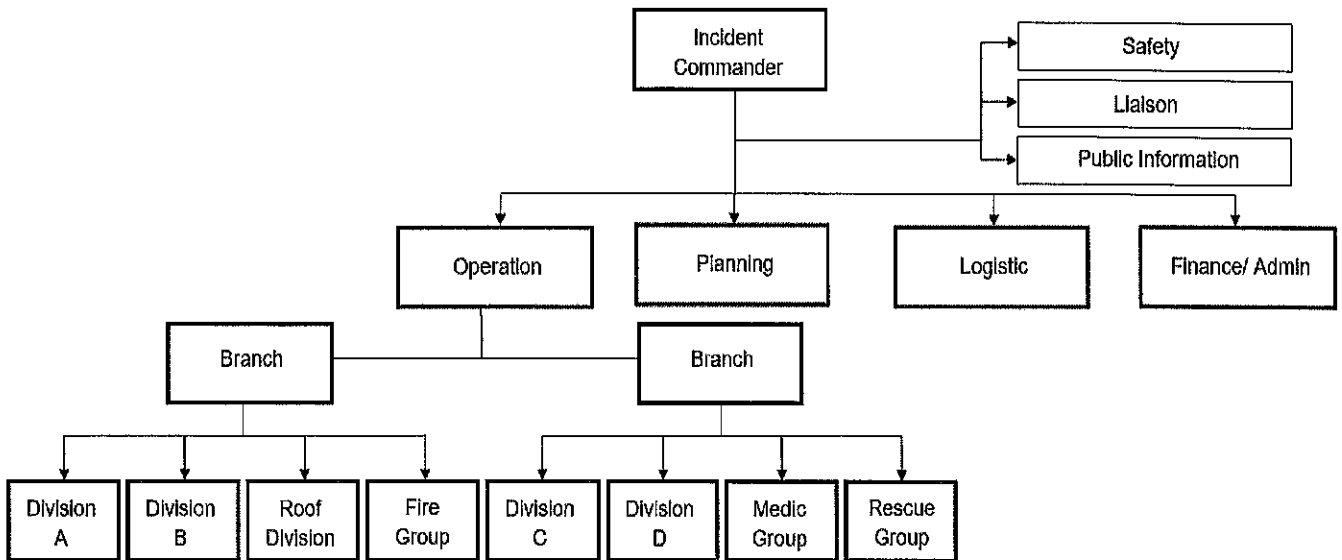 Incident
Commander
Safety
Liaison
Public Information
Operation
Planning
Logistic
Finance/ Admin
Branch
Branch
Division
A
Division
B
Roof
Division
Fire
Group
Division
C
Division
D
Medic
Group
Rescue
Group